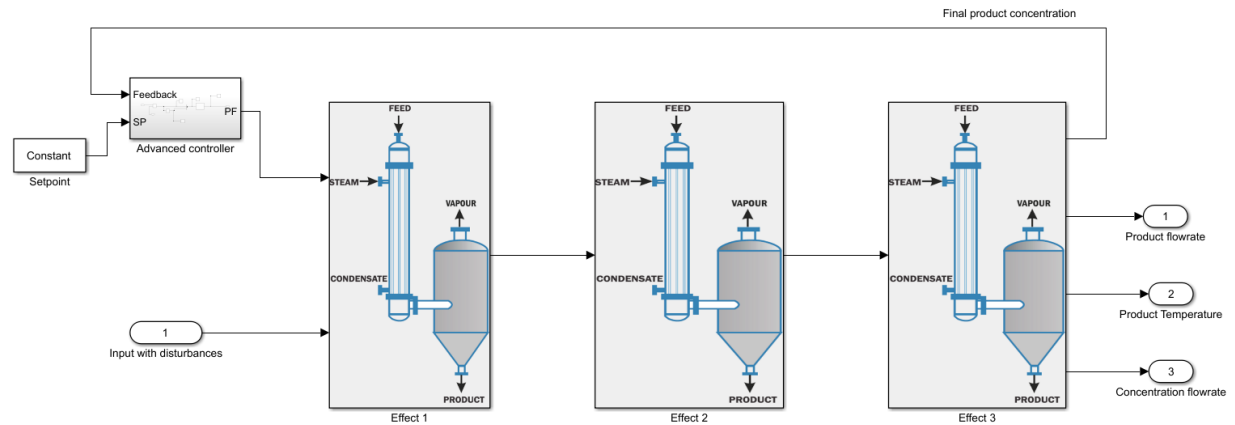 Final product concentration
Feedback
SP
PF
Advanced controller
Constant
Setpoint
1
Input with disturbances
FEED
STEAM
VAPOUR
CONDENSATE
PRODUCT
Effect 1
FEED
STEAM
VAPOUR
CONDENSATE
PRODUCT
Effect 2
FEED
STEAM
VAPOUR
CONDENSATE
PRODUCT
Effect 3
1
Product flowrate
2
Product Temperature
3
Concentration flowrate